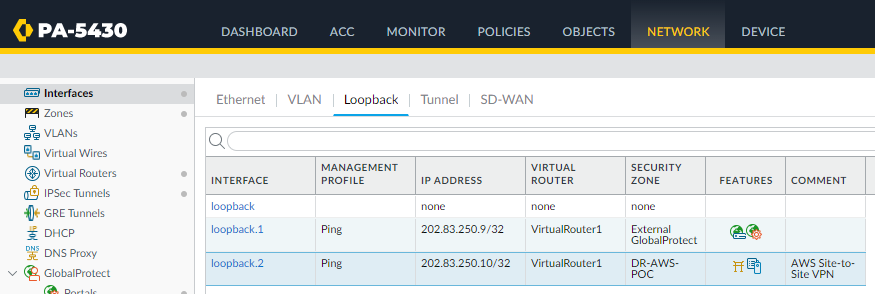 PA-5430
DASHBOARD ACC MONITOR POLICIES OBJECTS NETWORK DEVICE
Interfaces
Zones
VLANs
Virtual Wires
Virtual Routers
IPSec Tunnels
GRE Tunnels
DHCP
DNS Proxy
GlobalProtect
Portals
Ethernet VLAN Loopback Tunnel SD-WAN
INTERFACE MANAGEMENT PROFILE IP ADDRESS VIRTUAL ROUTER SECURITY ZONE FEATURES COMMENT
loopback none none none
loopback.1 Ping 202.83.250.9/32 VirtualRouter1 External GlobalProtect
loopback.2 Ping 202.83.250.10/32 VirtualRouter1 DR-AWS-POC AWS Site-to-Site VPN